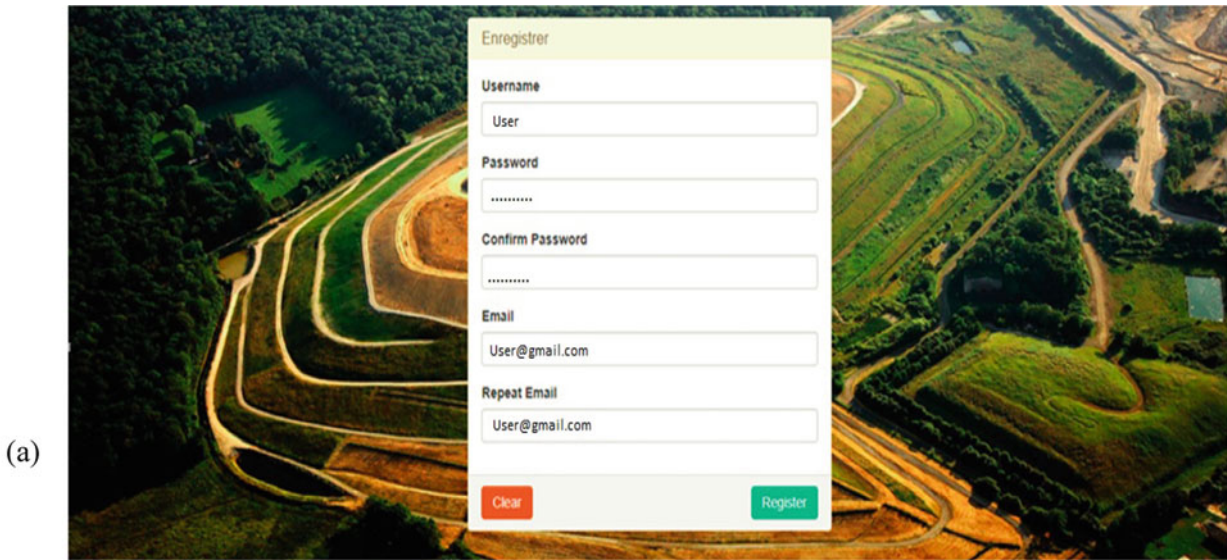 Enregistrer
Username
User
Password
..........
Confirm Password
..........
Email
User@gmail.com
Repeat Email
User@gmail.com
(a)
Clear Register